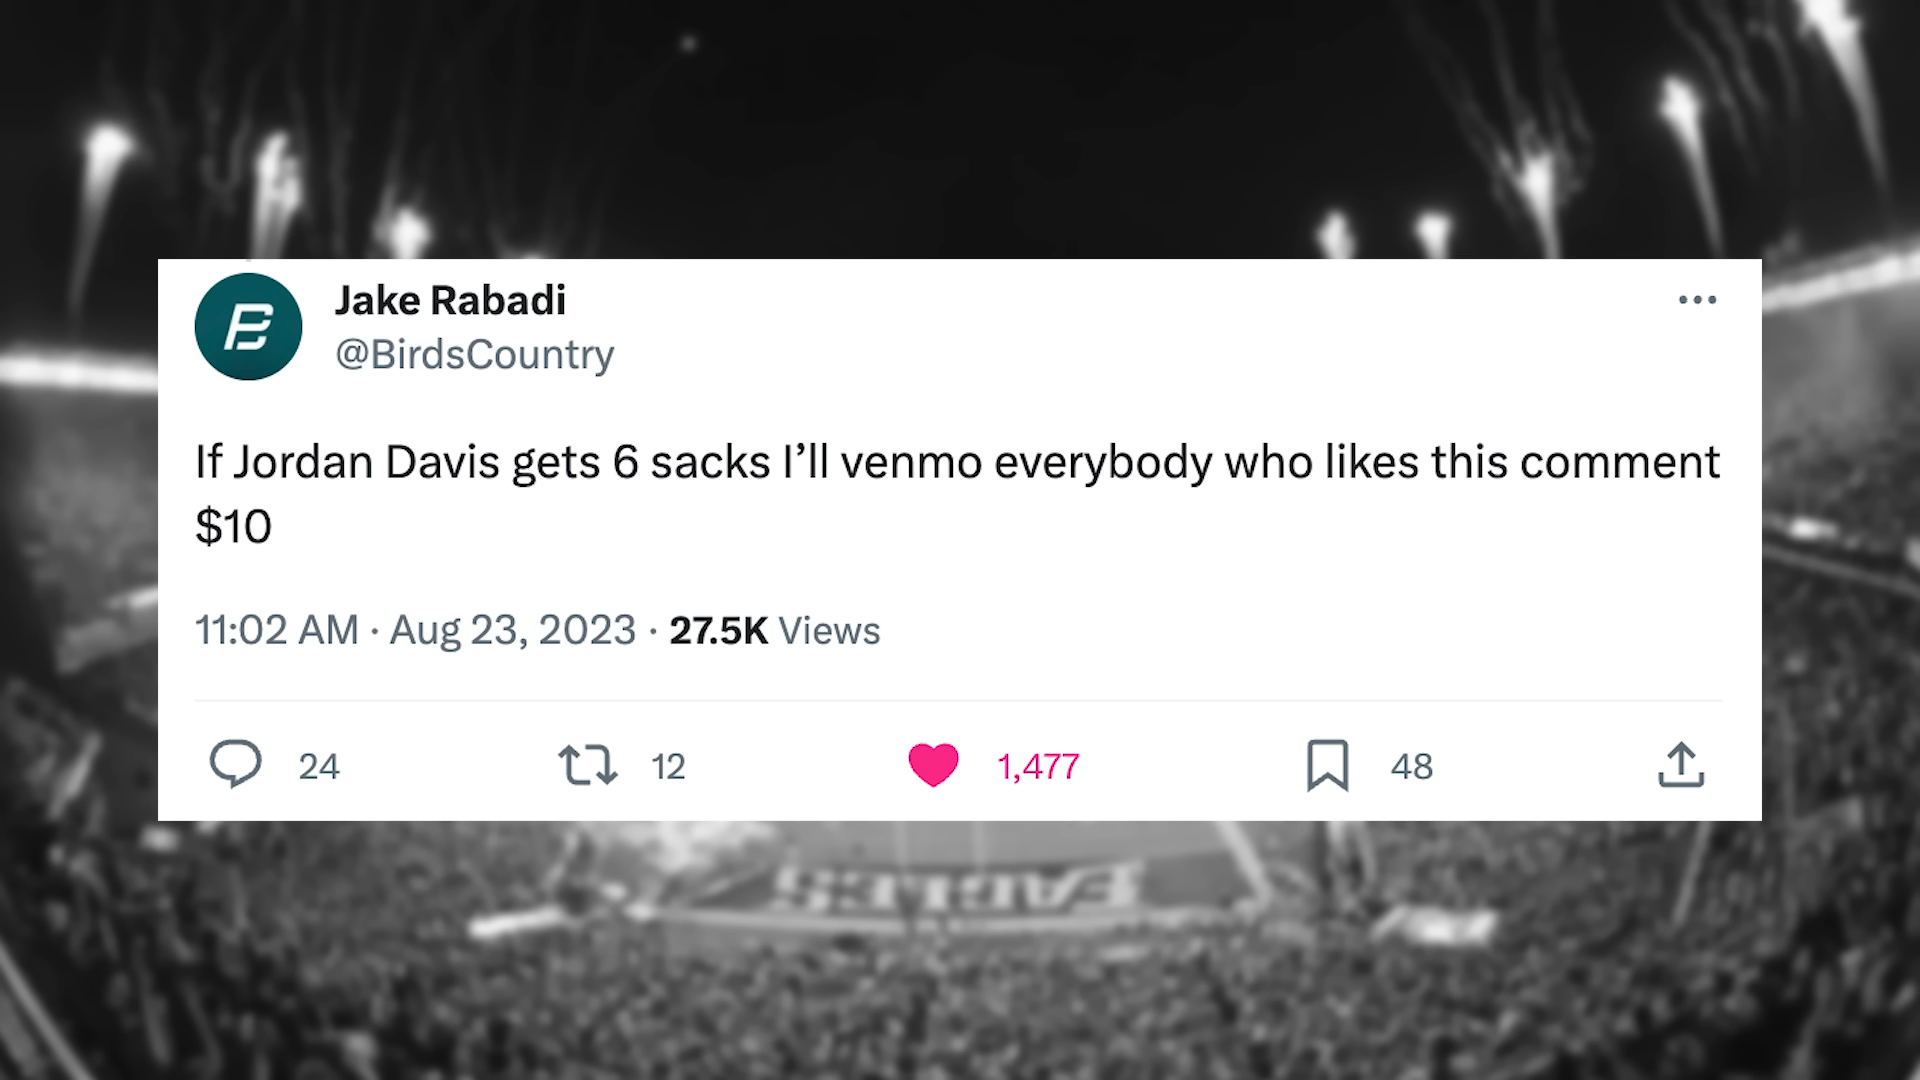 Jake Rabadi
@BirdsCountry
If Jordan Davis gets 6 sacks I’ll venmo everybody who likes this comment
$10
11:02 AM · Aug 23, 2023 · 27.5K Views
24 12 1,477 48
EAGLES